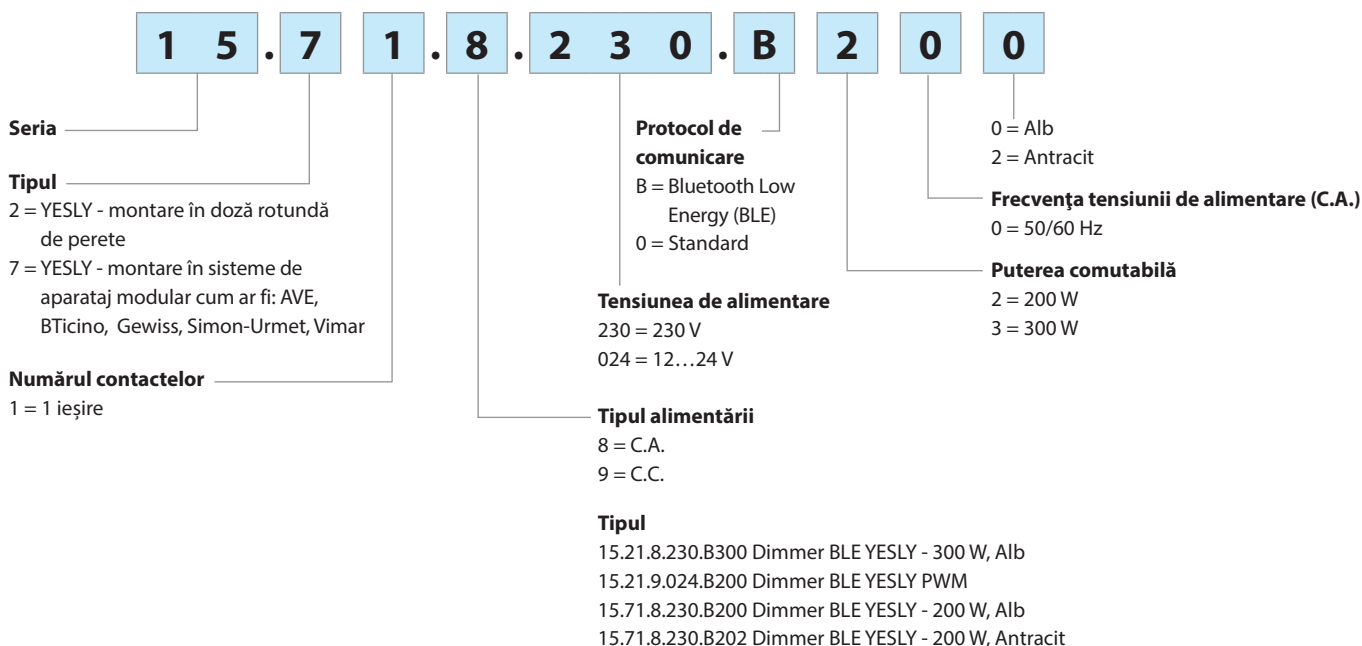 1 5 . 7 1 . 8 . 2 3 0 . B 2 0 0
Seria
Tipul
2 = YESLY - montare în doză rotundă
de perete
7 = YESLY - montare în sisteme de
aparataj modular cum ar fi: AVE,
BTicino, Gewiss, Simon-Urmet, Vimar
Numărul contactelor
1 = 1 ieșire
Protocol de
comunicare
B = Bluetooth Low
Energy (BLE)
0 = Standard
Tensiunea de alimentare
230 = 230 V
024 = 12…24 V
Tipul alimentării
8 = C.A.
9 = C.C.
Tipul
15.21.8.230.B300 Dimmer BLE YESLY - 300 W, Alb
15.21.9.024.B200 Dimmer BLE YESLY PWM
15.71.8.230.B200 Dimmer BLE YESLY - 200 W, Alb
15.71.8.230.B202 Dimmer BLE YESLY - 200 W, Antracit
0 = Alb
2 = Antracit
Frecvenţa tensiunii de alimentare (C.A.)
0 = 50/60 Hz
Puterea comutabilă
2 = 200 W
3 = 300 W